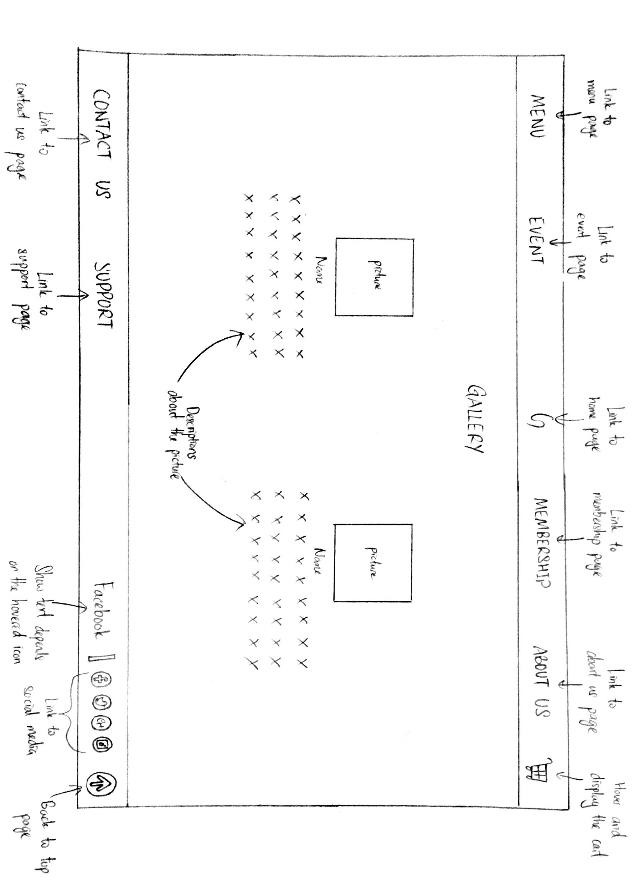 Link to
menu page
Link to
event page
Link to
home page
Link to
membership page
Link to
about us page
Hover and
display the cart
MENU
EVENT
G
MEMBERSHIP
ABOUT US
GALLERY
picture
picture
Name
Name
x x x x x x x x x
x x x x x x x x x
x x x x x x x x x
x x x x x x x x
x x x x x x x x
x x x x x x x x
Descriptions
about the picture
CONTACT US
SUPPORT
Facebook
G+
Link to
contact us page
Link to
support page
Show text depends
on the hovered icon
Link to
social media
Back to top
page